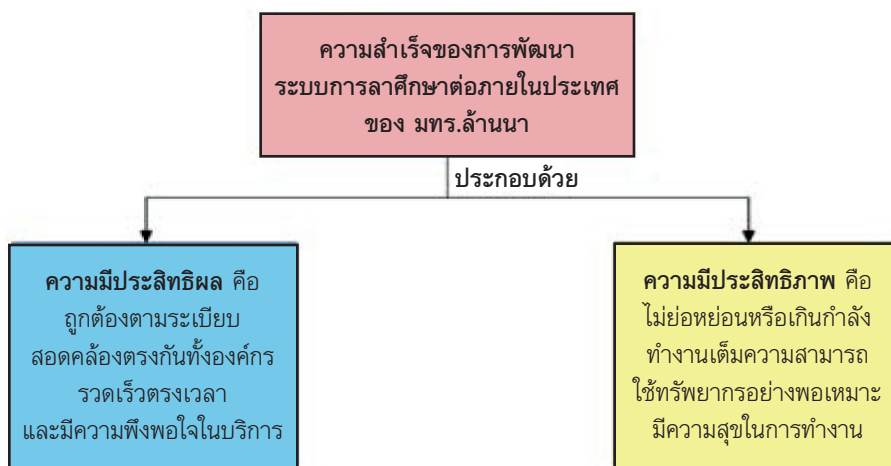 ความสำเร็จของการพัฒนา
ระบบการลาศึกษาต่อภายในประเทศ
ของ มทร.ล้านนา
ประกอบด้วย
ความมีประสิทธิผล คือ
ถูกต้องตามระเบียบ
สอดคล้องตรงกันทั้งองค์กร
รวดเร็วตรงเวลา
และมีความพึงพอใจในบริการ
ความมีประสิทธิภาพ คือ
ไม่ย่อหย่อนหรือเกินกำลัง
ทำงานเต็มความสามารถ
ใช้ทรัพยากรอย่างพอเหมาะ
มีความสุขในการทำงาน